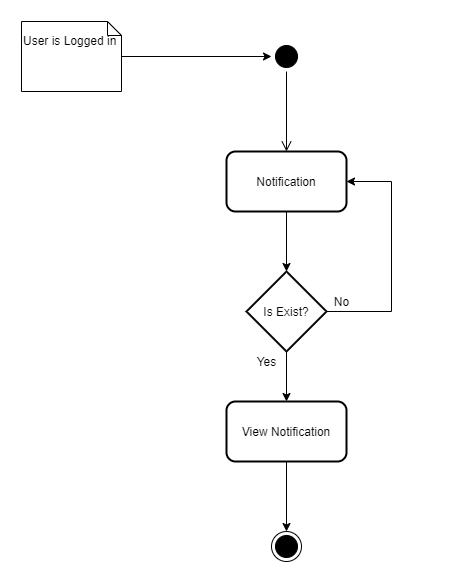 User is Logged in
Notification
Is Exist?
No
Yes
View Notification